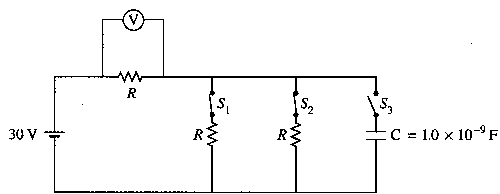 V
R
S₁
S₂
S₃
30 V
R
R
C = 1.0 × 10⁻⁹ F